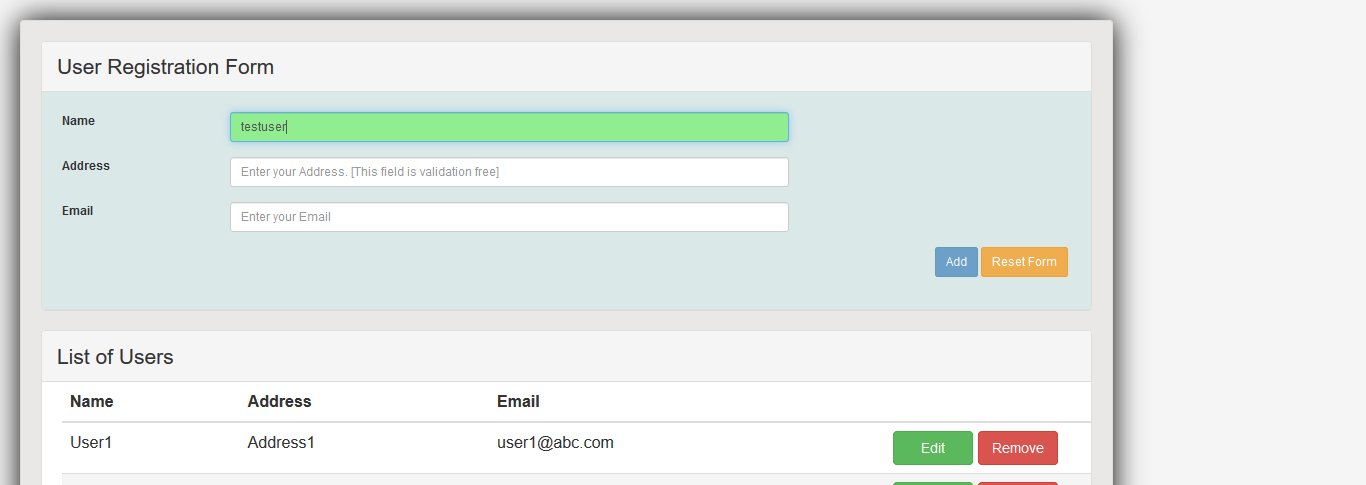 User Registration Form
Name
testuser
Address
Enter your Address. [This field is validation free]
Email
Enter your Email
Add Reset Form
List of Users
Name Address Email
User1 Address1 user1@abc.com Edit Remove